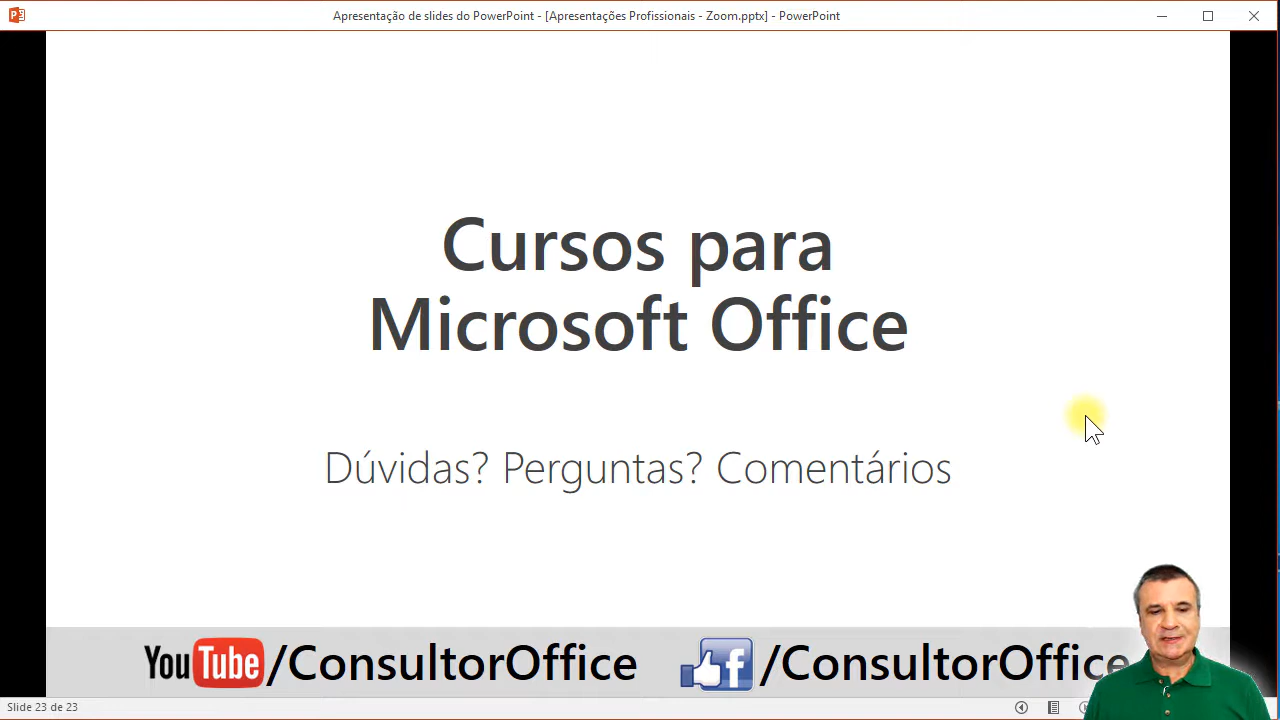 Apresentação de slides do PowerPoint - [Apresentações Profissionais - Zoom.pptx] - PowerPoint
Cursos para
Microsoft Office
Dúvidas? Perguntas? Comentários
YouTube/ConsultorOffice
f/ConsultorOffice
Slide 23 de 23